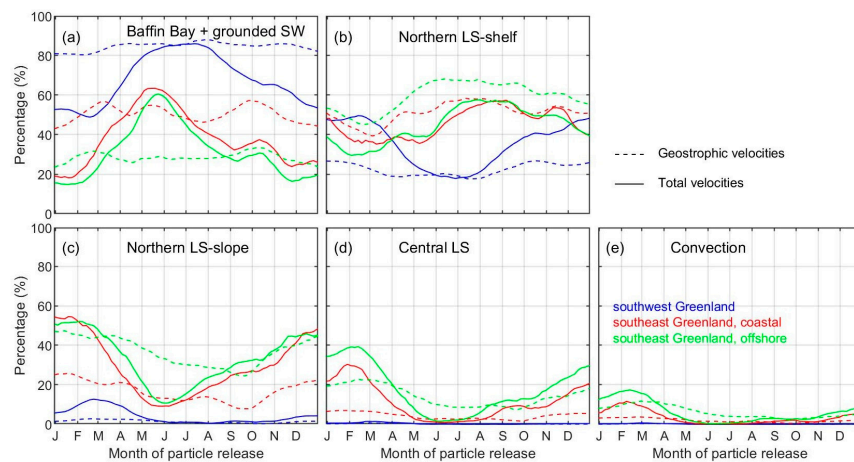 (a) Baffin Bay + grounded SW
(b) Northern LS-shelf
100
80
60
40
20
0
Percentage (%)
Geostrophic velocities
Total velocities
(c) Northern LS-slope
(d) Central LS
(e) Convection
100
80
60
40
20
0
Percentage (%)
southwest Greenland
southeast Greenland, coastal
southeast Greenland, offshore
J F M A M J J A S O N D
J F M A M J J A S O N D
J F M A M J J A S O N D
Month of particle release
Month of particle release
Month of particle release